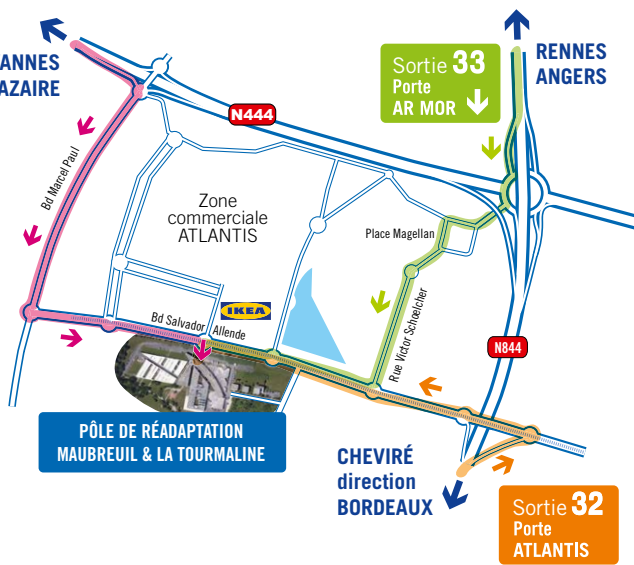 ANNES
AZAIRE
Sortie 33
Porte
AR MOR
RENNES
ANGERS
N444
Bd Marcel Paul
Zone
commerciale
ATLANTIS
Place Magellan
IKEA
Bd Salvador Allende
Rue Victor Schoelcher
N844
PÔLE DE RÉADAPTATION
MAUBREUIL & LA TOURMALINE
CHEVIRÉ
direction
BORDEAUX
Sortie 32
Porte
ATLANTIS